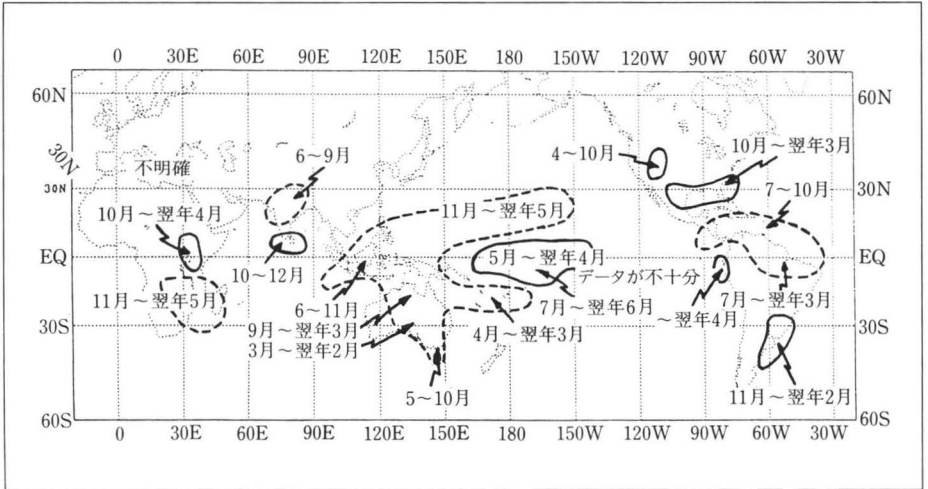 0 30E 60E 90E 120E 150E 180 150W 120W 90W 60W 30W
60N 60N
30N
6～9月
4～10月
10月～翌年3月
不明確
30N 30N
7～10月
10月～翌年4月
11月～翌年5月
EQ EQ
5月～翌年4月
10～12月
データが不十分
11月～翌年5月
6～11月
7月～翌年6月
～翌年4月
7月～翌年3月
9月～翌年3月
4月～翌年3月
30S 30S
3月～翌年2月
5～10月
11月～翌年2月
60S 60S
0 30E 60E 90E 120E 150E 180 150W 120W 90W 60W 30W